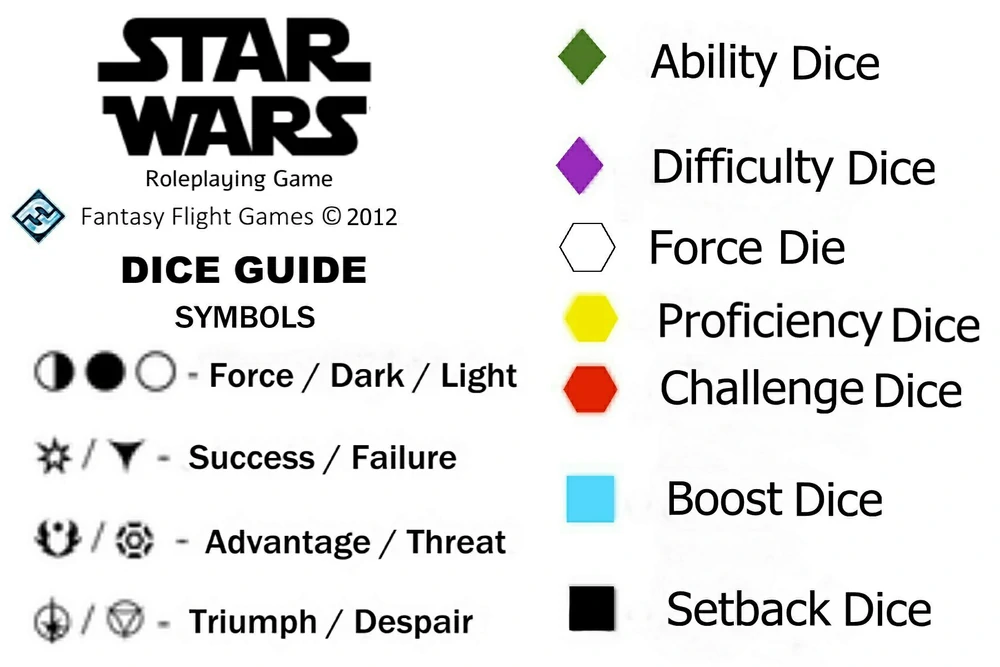 STAR
WARS
Roleplaying Game
Fantasy Flight Games © 2012
DICE GUIDE
SYMBOLS
- Force / Dark / Light
/ - Success / Failure
/ - Advantage / Threat
/ - Triumph / Despair
Ability Dice
Difficulty Dice
Force Die
Proficiency Dice
Challenge Dice
Boost Dice
Setback Dice